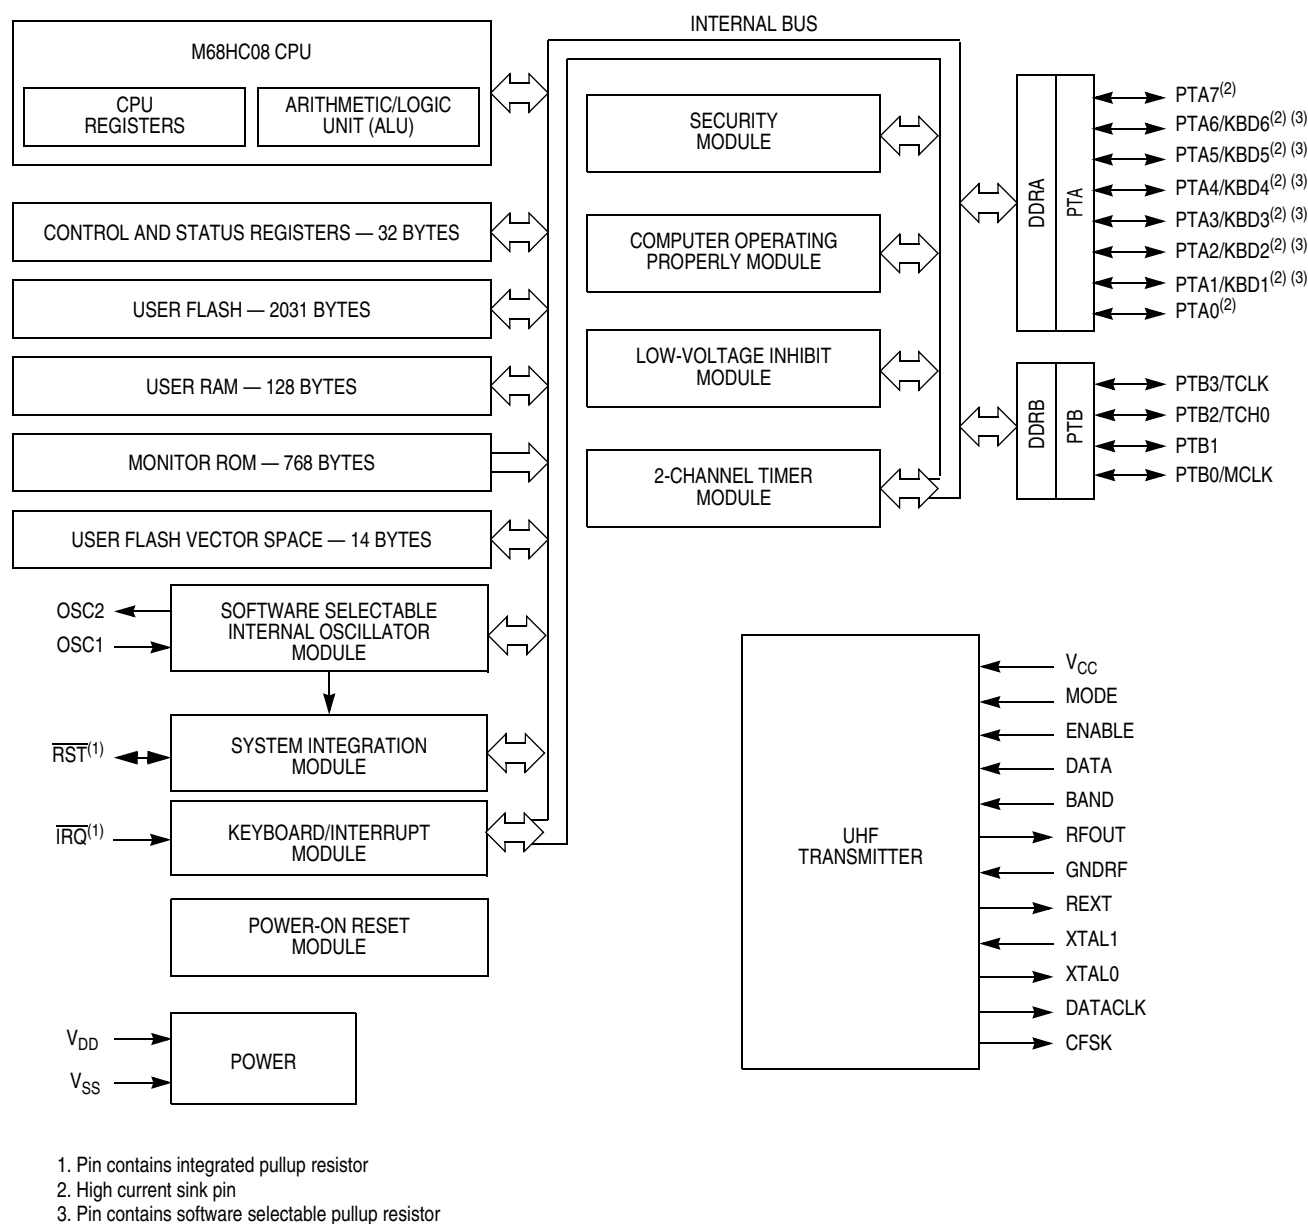 INTERNAL BUS
M68HC08 CPU
CPU
REGISTERS
ARITHMETIC/LOGIC
UNIT (ALU)
CONTROL AND STATUS REGISTERS — 32 BYTES
USER FLASH — 2031 BYTES
USER RAM — 128 BYTES
MONITOR ROM — 768 BYTES
USER FLASH VECTOR SPACE — 14 BYTES
OSC2
OSC1
SOFTWARE SELECTABLE
INTERNAL OSCILLATOR
MODULE
RST(1)
SYSTEM INTEGRATION
MODULE
IRQ(1)
KEYBOARD/INTERRUPT
MODULE
POWER-ON RESET
MODULE
VDD
VSS
POWER
SECURITY
MODULE
COMPUTER OPERATING
PROPERLY MODULE
LOW-VOLTAGE INHIBIT
MODULE
2-CHANNEL TIMER
MODULE
DDRA
PTA
PTA7(2)
PTA6/KBD6(2) (3)
PTA5/KBD5(2) (3)
PTA4/KBD4(2) (3)
PTA3/KBD3(2) (3)
PTA2/KBD2(2) (3)
PTA1/KBD1(2) (3)
PTA0(2)
DDRB
PTB
PTB3/TCLK
PTB2/TCH0
PTB1
PTB0/MCLK
UHF
TRANSMITTER
VCC
MODE
ENABLE
DATA
BAND
RFOUT
GNDRF
REXT
XTAL1
XTAL0
DATACLK
CFSK
1. Pin contains integrated pullup resistor
2. High current sink pin
3. Pin contains software selectable pullup resistor